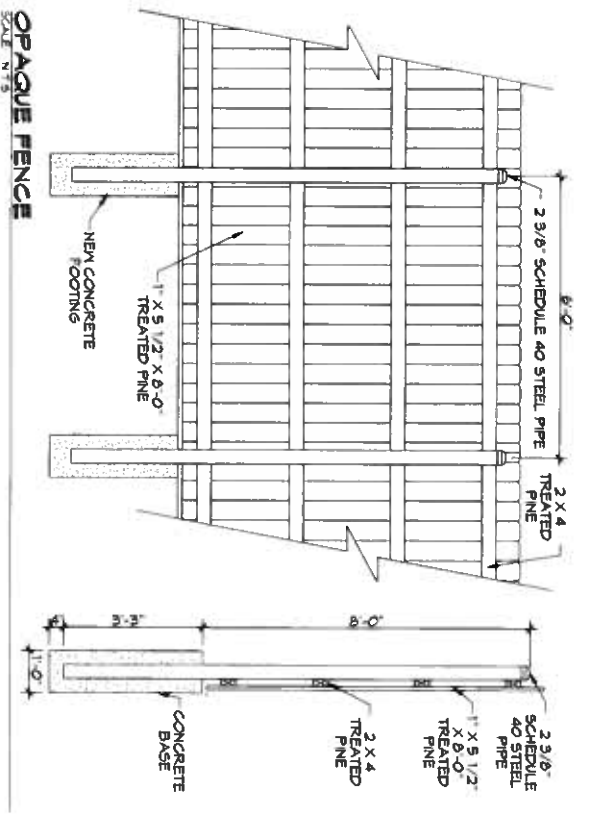 2 3/8" SCHEDULE 40 STEEL PIPE
6'-0"
2 X 4
TREATED
PINE
1" X 5 1/2" X 8'-0"
TREATED PINE
NEW CONCRETE
FOOTING
OPAQUE FENCE
SCALE N T S
2 3/8"
SCHEDULE
40 STEEL
PIPE
1" X 5 1/2"
X 8'-0"
TREATED
PINE
2 X 4
TREATED
PINE
CONCRETE
BASE
8'-0"
3'-3"
1'-0"